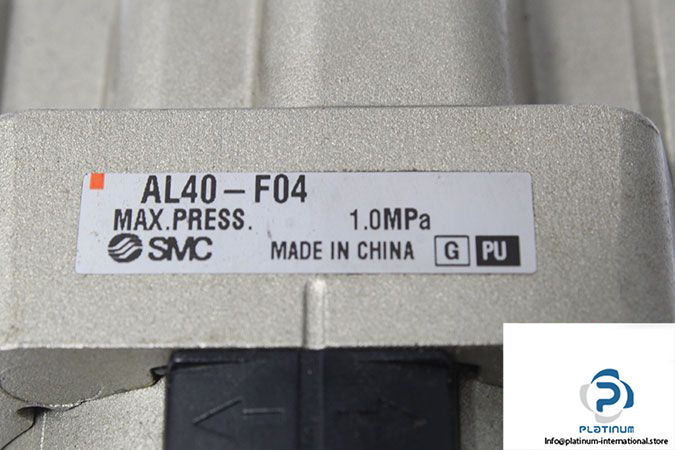 AL40-F04
MAX.PRESS. 1.0MPa
SMC MADE IN CHINA G PU
PLATINUM
info@platinum-international.store